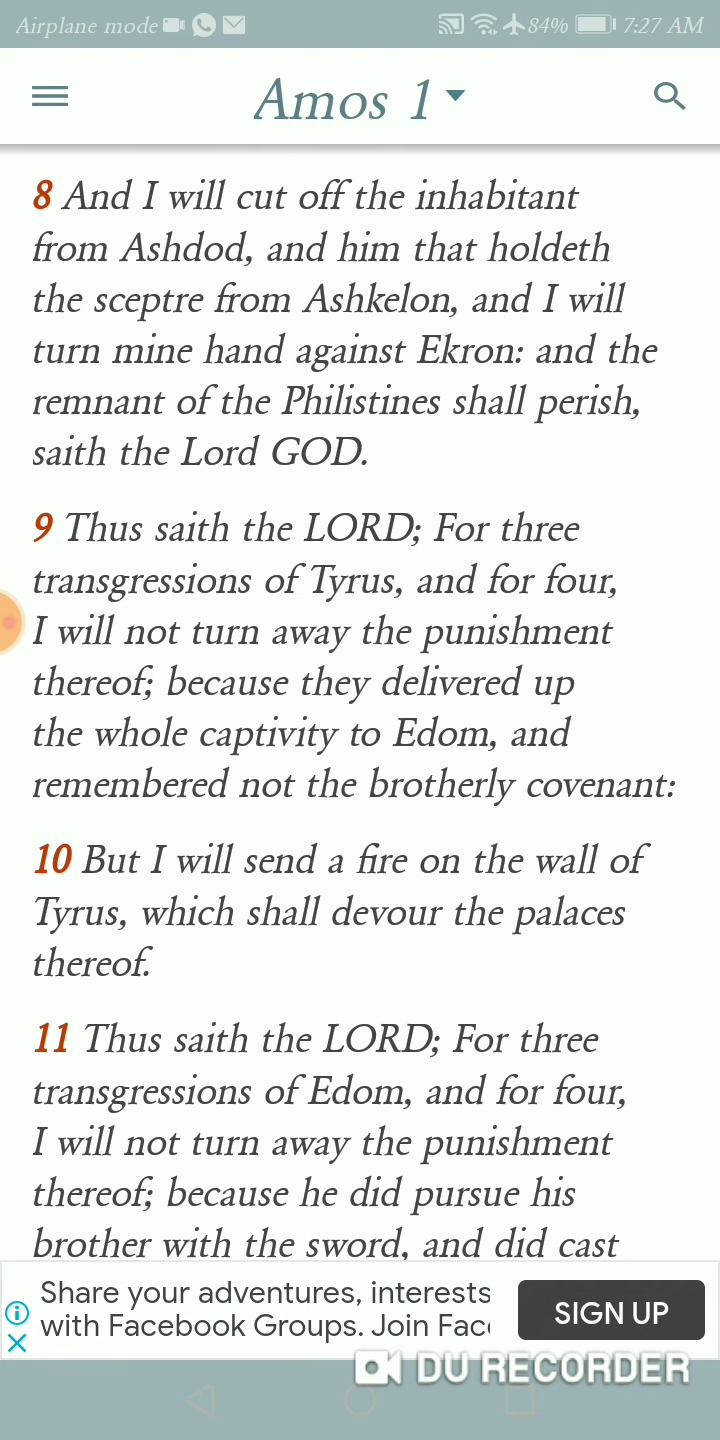 Airplane mode 84% 7:27 AM
Amos 1
8 And I will cut off the inhabitant
from Ashdod, and him that holdeth
the sceptre from Ashkelon, and I will
turn mine hand against Ekron: and the
remnant of the Philistines shall perish,
saith the Lord GOD.
9 Thus saith the LORD; For three
transgressions of Tyrus, and for four,
I will not turn away the punishment
thereof; because they delivered up
the whole captivity to Edom, and
remembered not the brotherly covenant:
10 But I will send a fire on the wall of
Tyrus, which shall devour the palaces
thereof.
11 Thus saith the LORD; For three
transgressions of Edom, and for four,
I will not turn away the punishment
thereof; because he did pursue his
brother with the sword, and did cast
Share your adventures, interests
with Facebook Groups. Join
SIGN UP
DU RECORDER